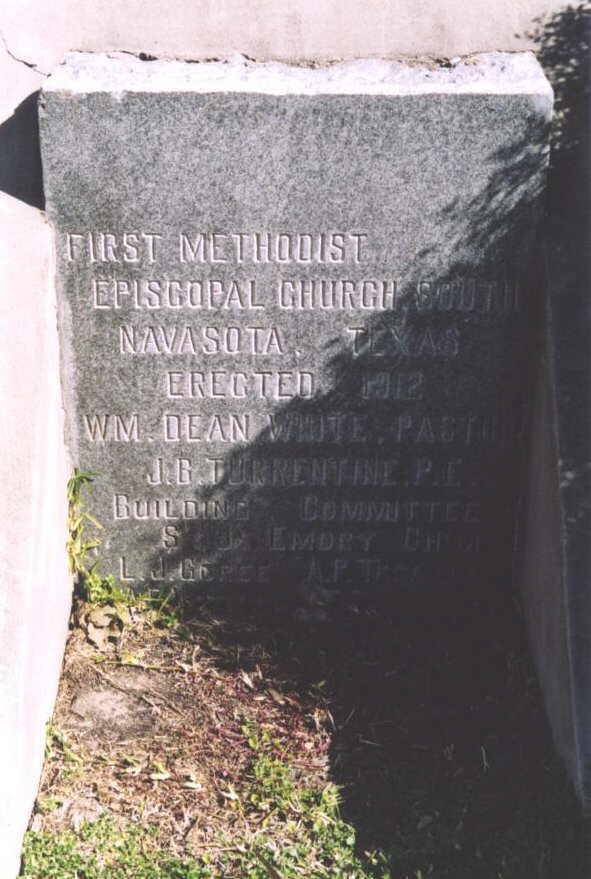 FIRST METHODIST
EPISCOPAL CHURCH SOUTH
NAVASOTA, TEXAS
ERECTED 1912
WM. DEAN WHITE, PASTOR
J.B. TURRENTINE, P.E.
BUILDING COMMITTEE
EMORY
L.J. A.P.